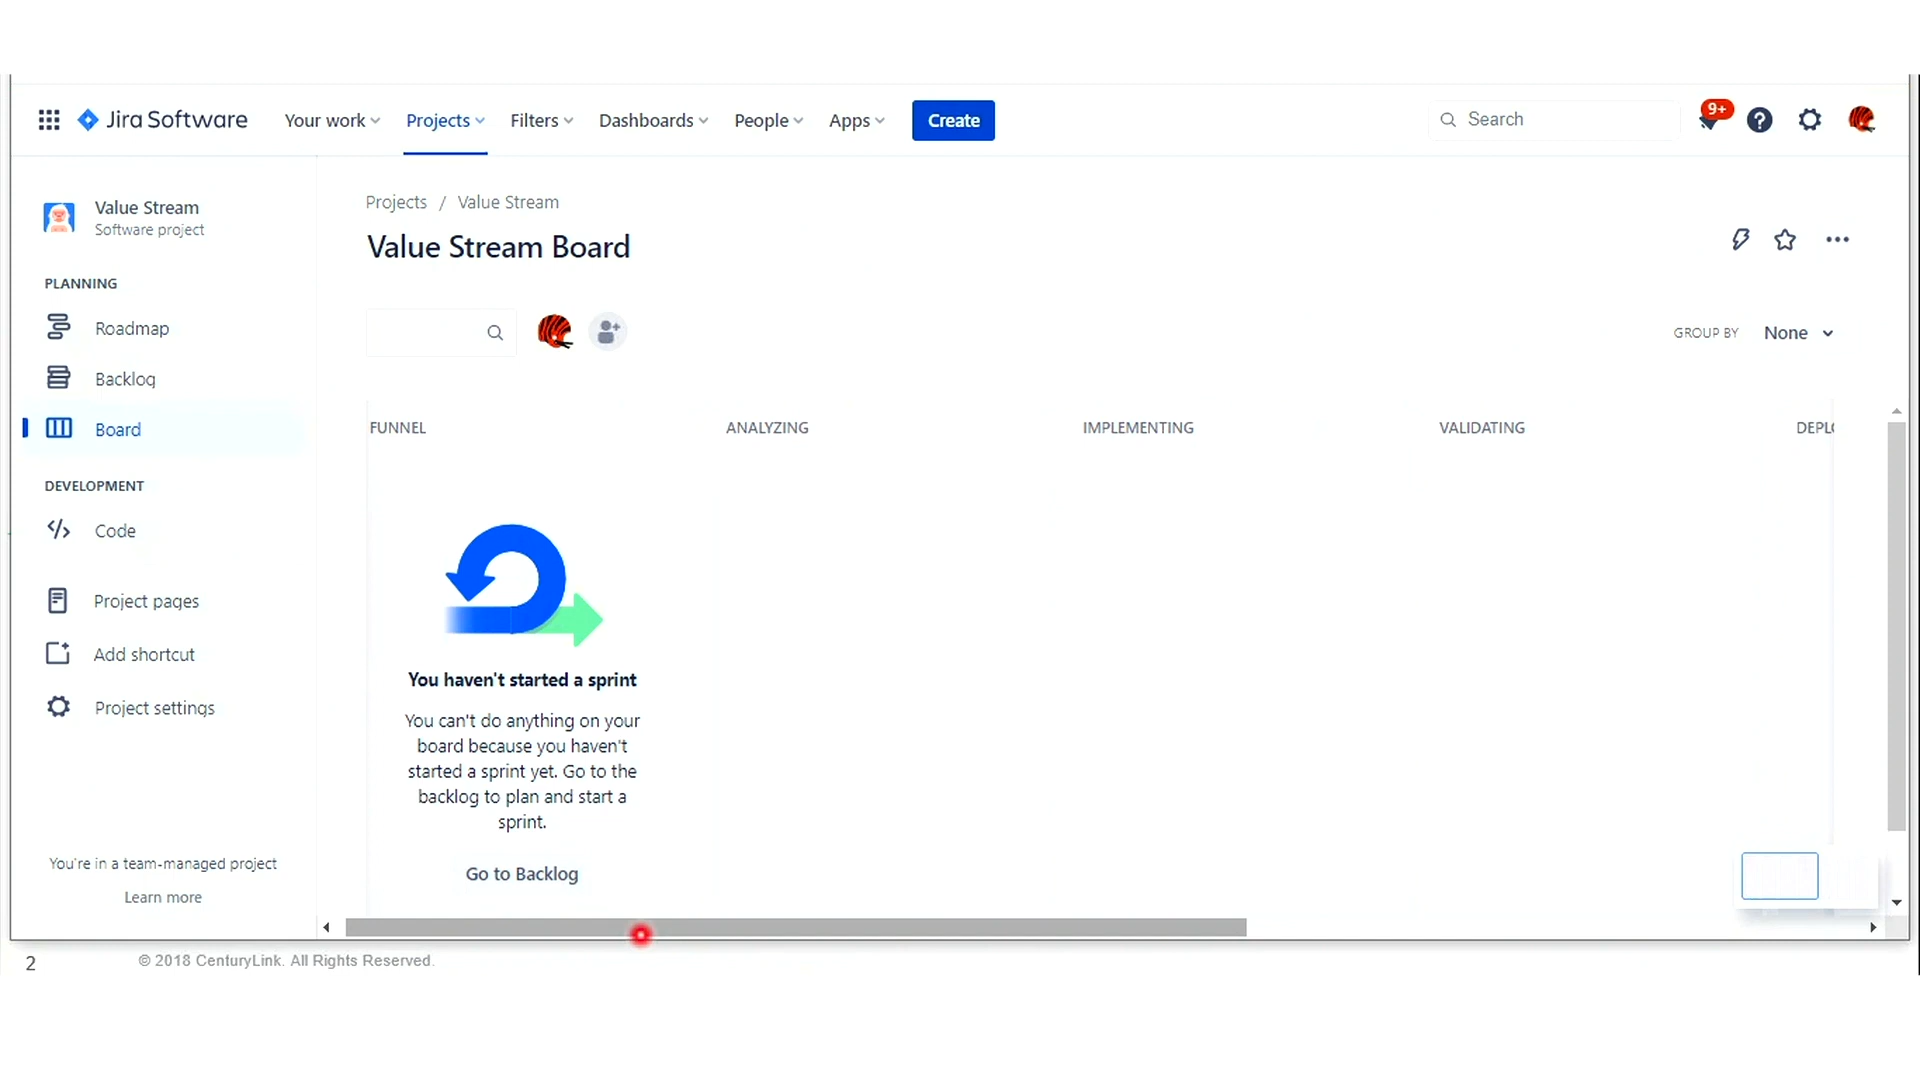 Jira Software Your work Projects Filters Dashboards People Apps Create Search 9+
Value Stream
Software project
PLANNING
Roadmap
Backlog
Board
DEVELOPMENT
Code
Project pages
Add shortcut
Project settings
You're in a team-managed project
Learn more
Projects / Value Stream
Value Stream Board
GROUP BY None
FUNNEL ANALYZING IMPLEMENTING VALIDATING
You haven't started a sprint
You can't do anything on your
board because you haven't
started a sprint yet. Go to the
backlog to plan and start a
sprint.
Go to Backlog
2 © 2018 CenturyLink. All Rights Reserved.